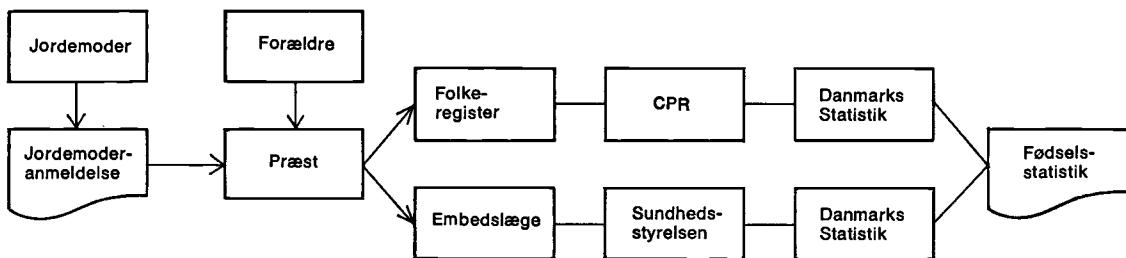 Jordemoder
Forældre
Jordemoder-
anmeldelse
Præst
Folke-
register
CPR
Danmarks
Statistik
Embedslæge
Sundheds-
styrelsen
Danmarks
Statistik
Fødsels-
statistik